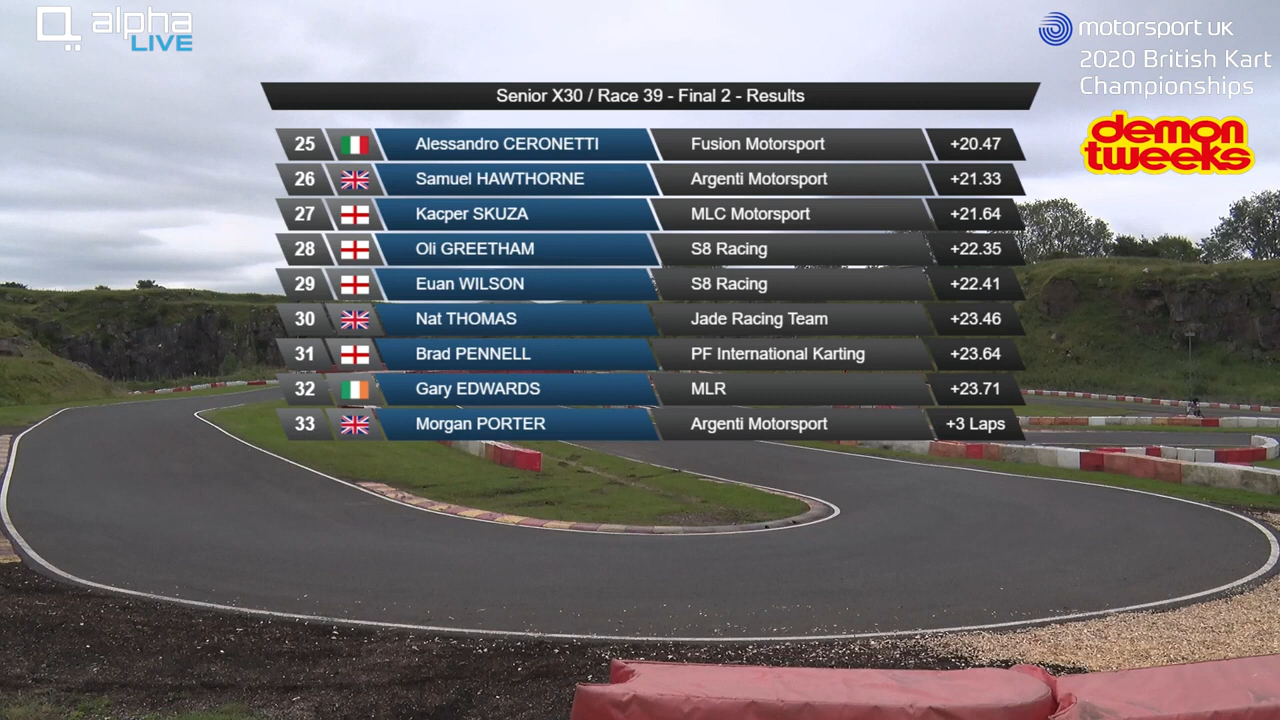 alpha
LIVE
motorsport UK
2020 British Kart
Championships
demon
tweeks
Senior X30 / Race 39 - Final 2 - Results
25 Alessandro CERONETTI Fusion Motorsport +20.47
26 Samuel HAWTHORNE Argenti Motorsport +21.33
27 Kacper SKUZA MLC Motorsport +21.64
28 Oli GREETHAM S8 Racing +22.35
29 Euan WILSON S8 Racing +22.41
30 Nat THOMAS Jade Racing Team +23.46
31 Brad PENNELL PF International Karting +23.64
32 Gary EDWARDS MLR +23.71
33 Morgan PORTER Argenti Motorsport +3 Laps